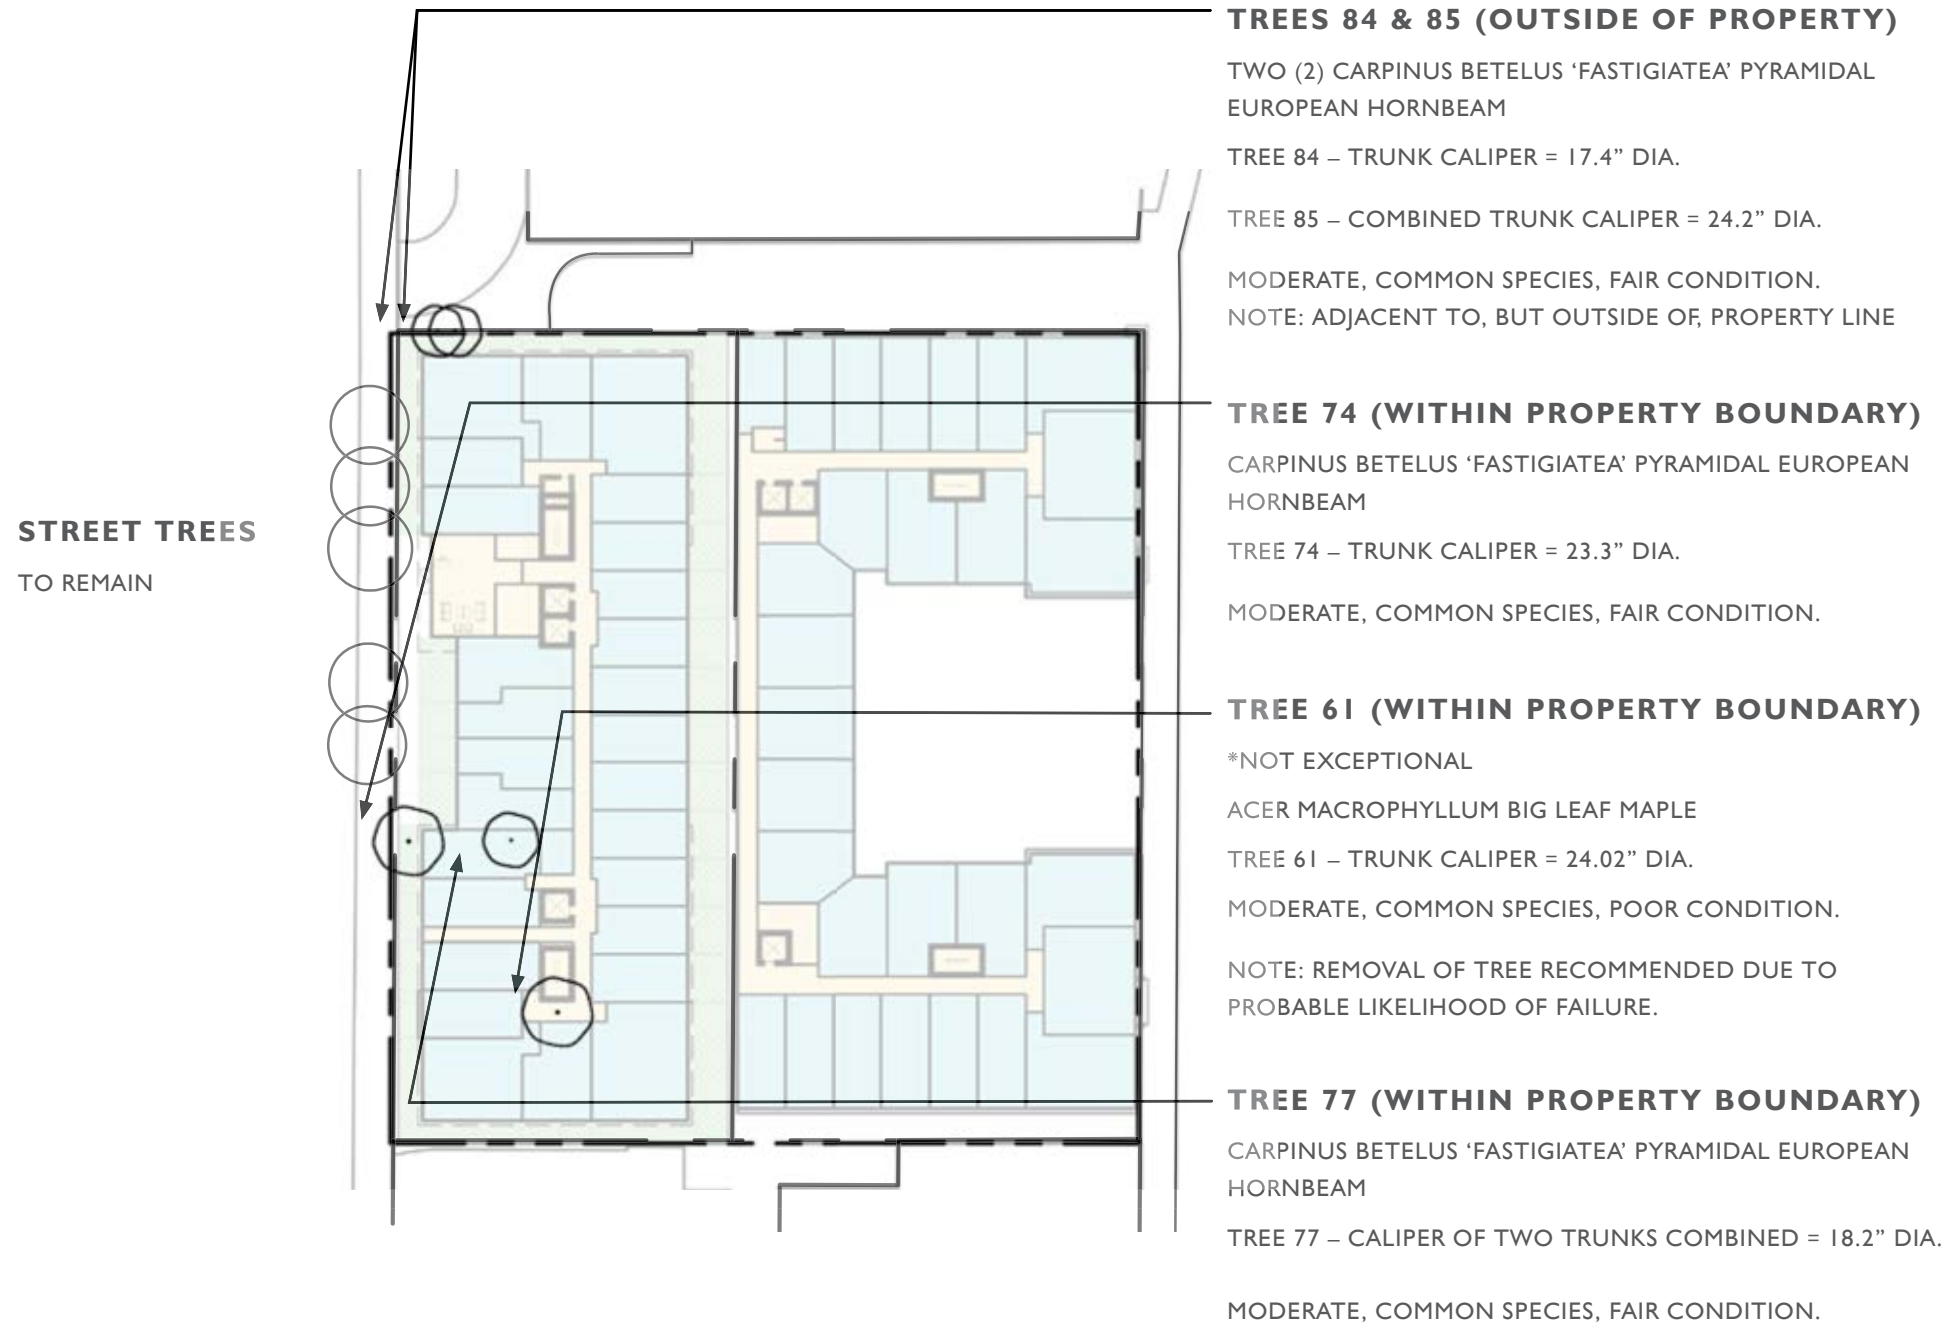 TREES 84 & 85 (OUTSIDE OF PROPERTY)
TWO (2) CARPINUS BETELUS ‘FASTIGIATEA’ PYRAMIDAL
EUROPEAN HORNBEAM
TREE 84 – TRUNK CALIPER = 17.4” DIA.
TREE 85 – COMBINED TRUNK CALIPER = 24.2” DIA.
MODERATE, COMMON SPECIES, FAIR CONDITION.
NOTE: ADJACENT TO, BUT OUTSIDE OF, PROPERTY LINE
TREE 74 (WITHIN PROPERTY BOUNDARY)
CARPINUS BETELUS ‘FASTIGIATEA’ PYRAMIDAL EUROPEAN
HORNBEAM
TREE 74 – TRUNK CALIPER = 23.3” DIA.
MODERATE, COMMON SPECIES, FAIR CONDITION.
STREET TREES
TO REMAIN
TREE 61 (WITHIN PROPERTY BOUNDARY)
*NOT EXCEPTIONAL
ACER MACROPHYLLUM BIG LEAF MAPLE
TREE 61 – TRUNK CALIPER = 24.02” DIA.
MODERATE, COMMON SPECIES, POOR CONDITION.
NOTE: REMOVAL OF TREE RECOMMENDED DUE TO
PROBABLE LIKELIHOOD OF FAILURE.
TREE 77 (WITHIN PROPERTY BOUNDARY)
CARPINUS BETELUS ‘FASTIGIATEA’ PYRAMIDAL EUROPEAN
HORNBEAM
TREE 77 – CALIPER OF TWO TRUNKS COMBINED = 18.2” DIA.
MODERATE, COMMON SPECIES, FAIR CONDITION.